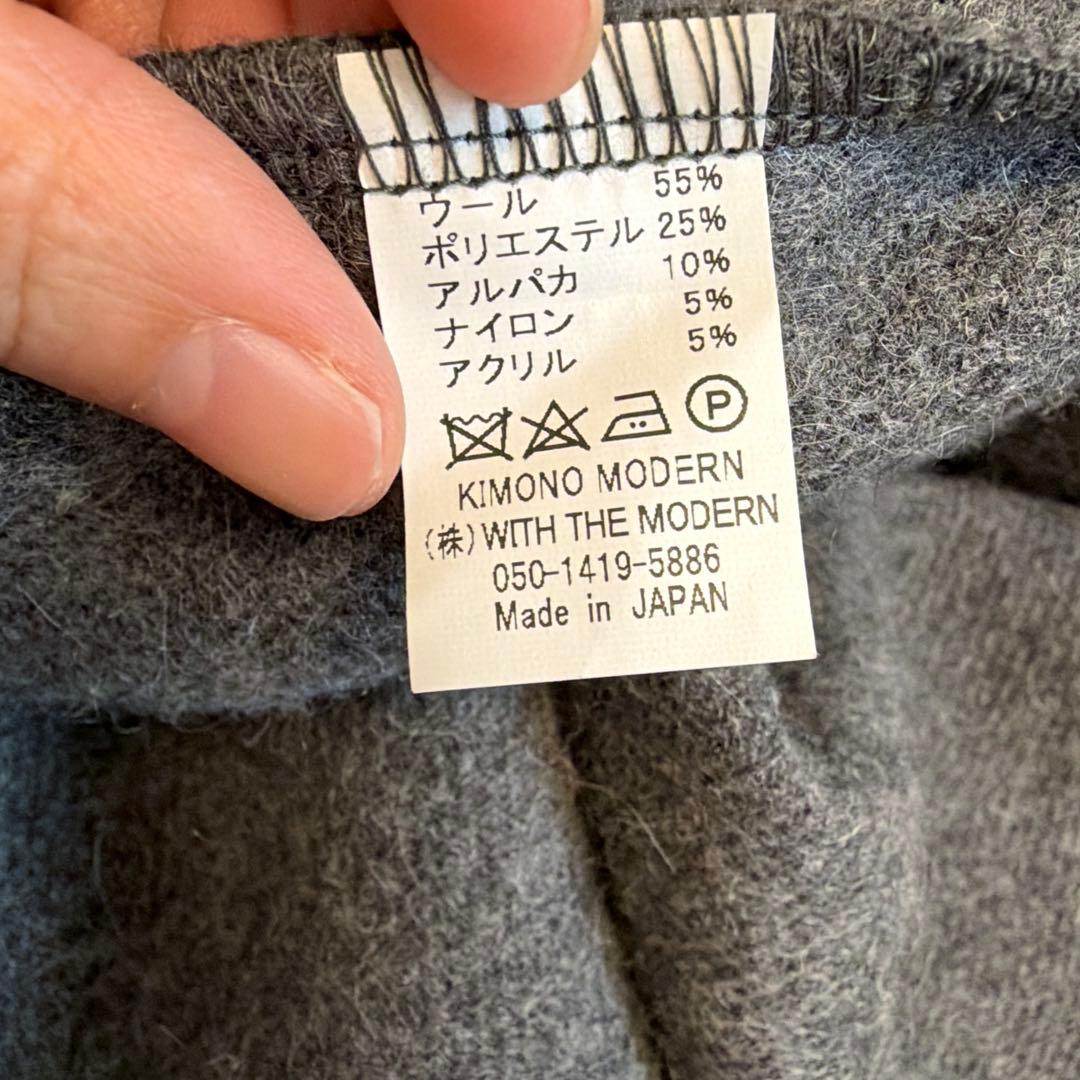 ウール 55%
ポリエステル 25%
アルパカ 10%
ナイロン 5%
アクリル 5%
P
KIMONO MODERN
(株)WITH THE MODERN
050-1419-5886
Made in JAPAN